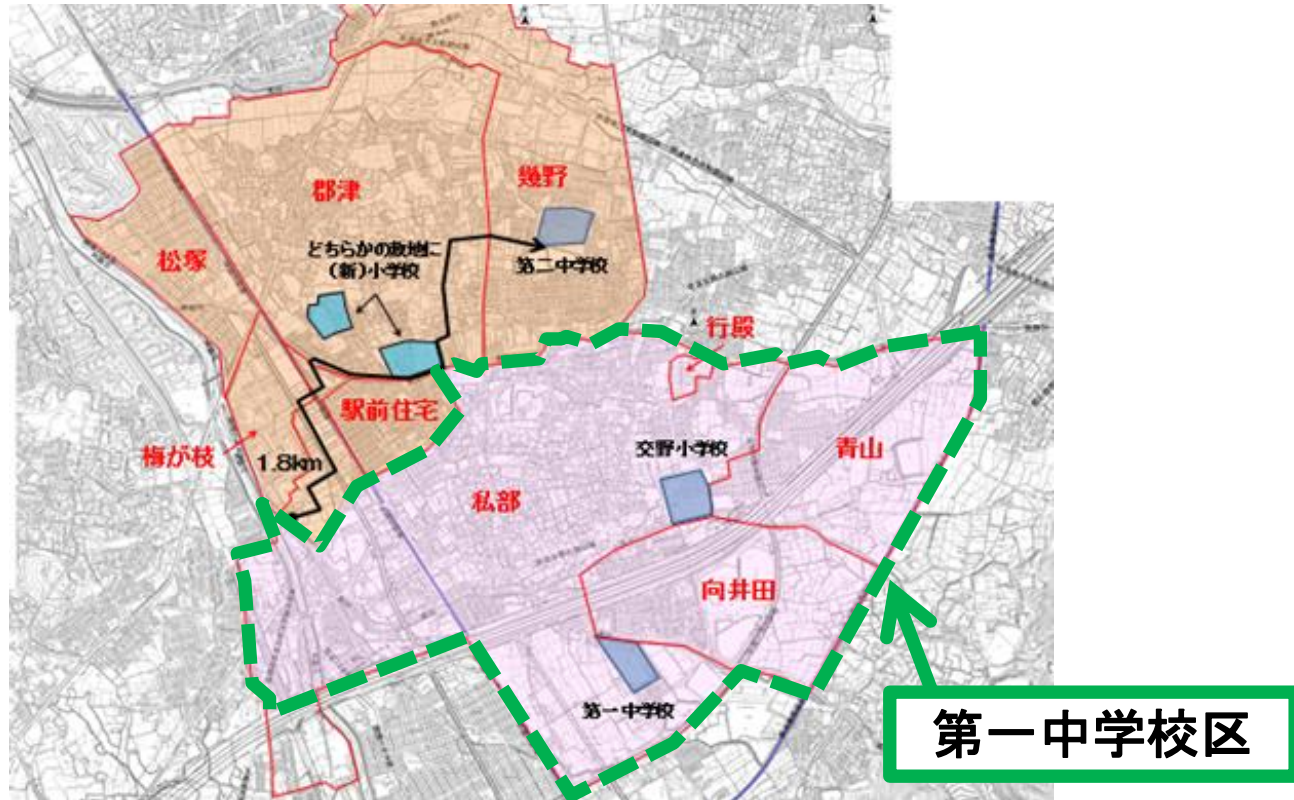 郡津
幾野
松塚
どちらかの敷地に
(新)小学校
第二中学校
行殿
駅前住宅
梅が枝
1.8km
交野小学校
青山
私部
向井田
第一中学校
第一中学校区